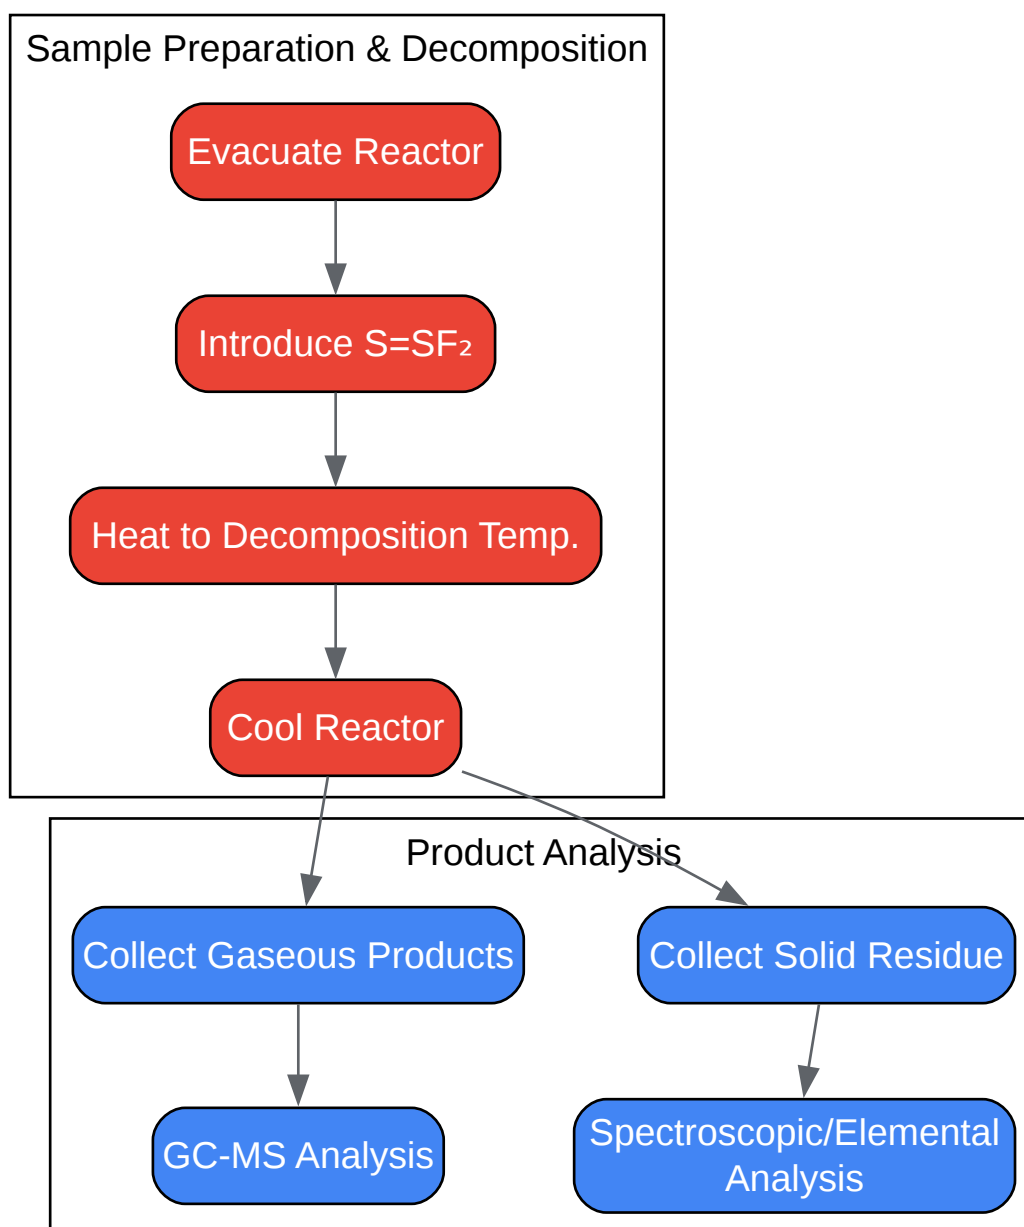 Sample Preparation & Decomposition
Evacuate Reactor
Introduce S=SF₂
Heat to Decomposition Temp.
Cool Reactor
Product Analysis
Collect Gaseous Products
Collect Solid Residue
GC-MS Analysis
Spectroscopic/Elemental
Analysis